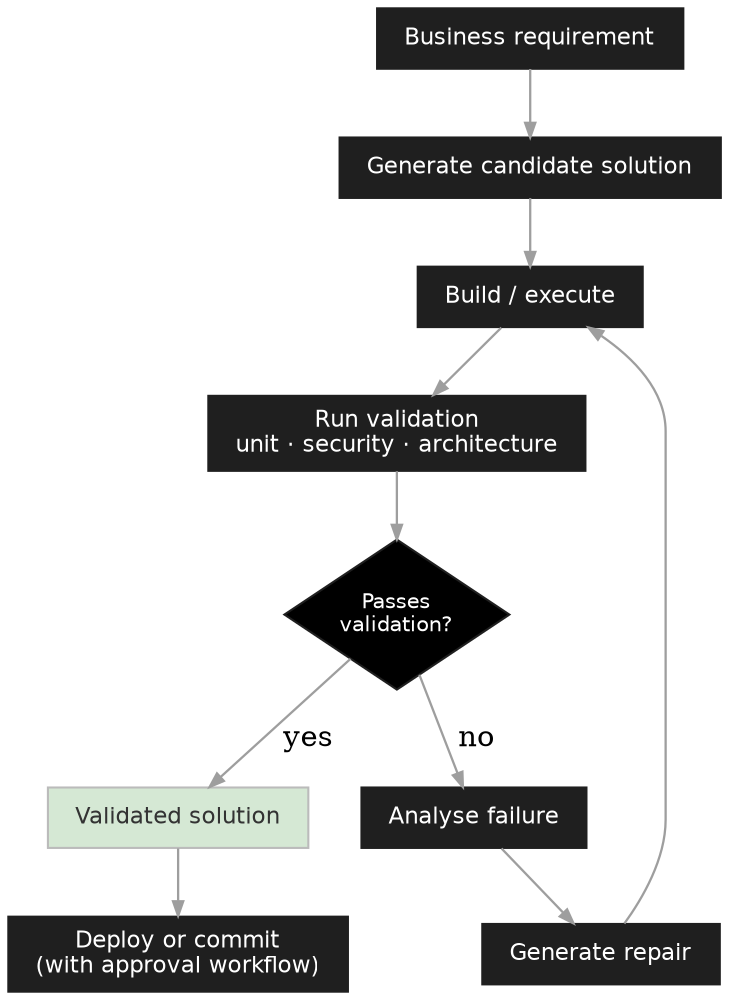 Business requirement
Generate candidate solution
Build / execute
Run validation
unit · security · architecture
Passes
validation?
yes
no
Validated solution
Analyse failure
Deploy or commit
(with approval workflow)
Generate repair